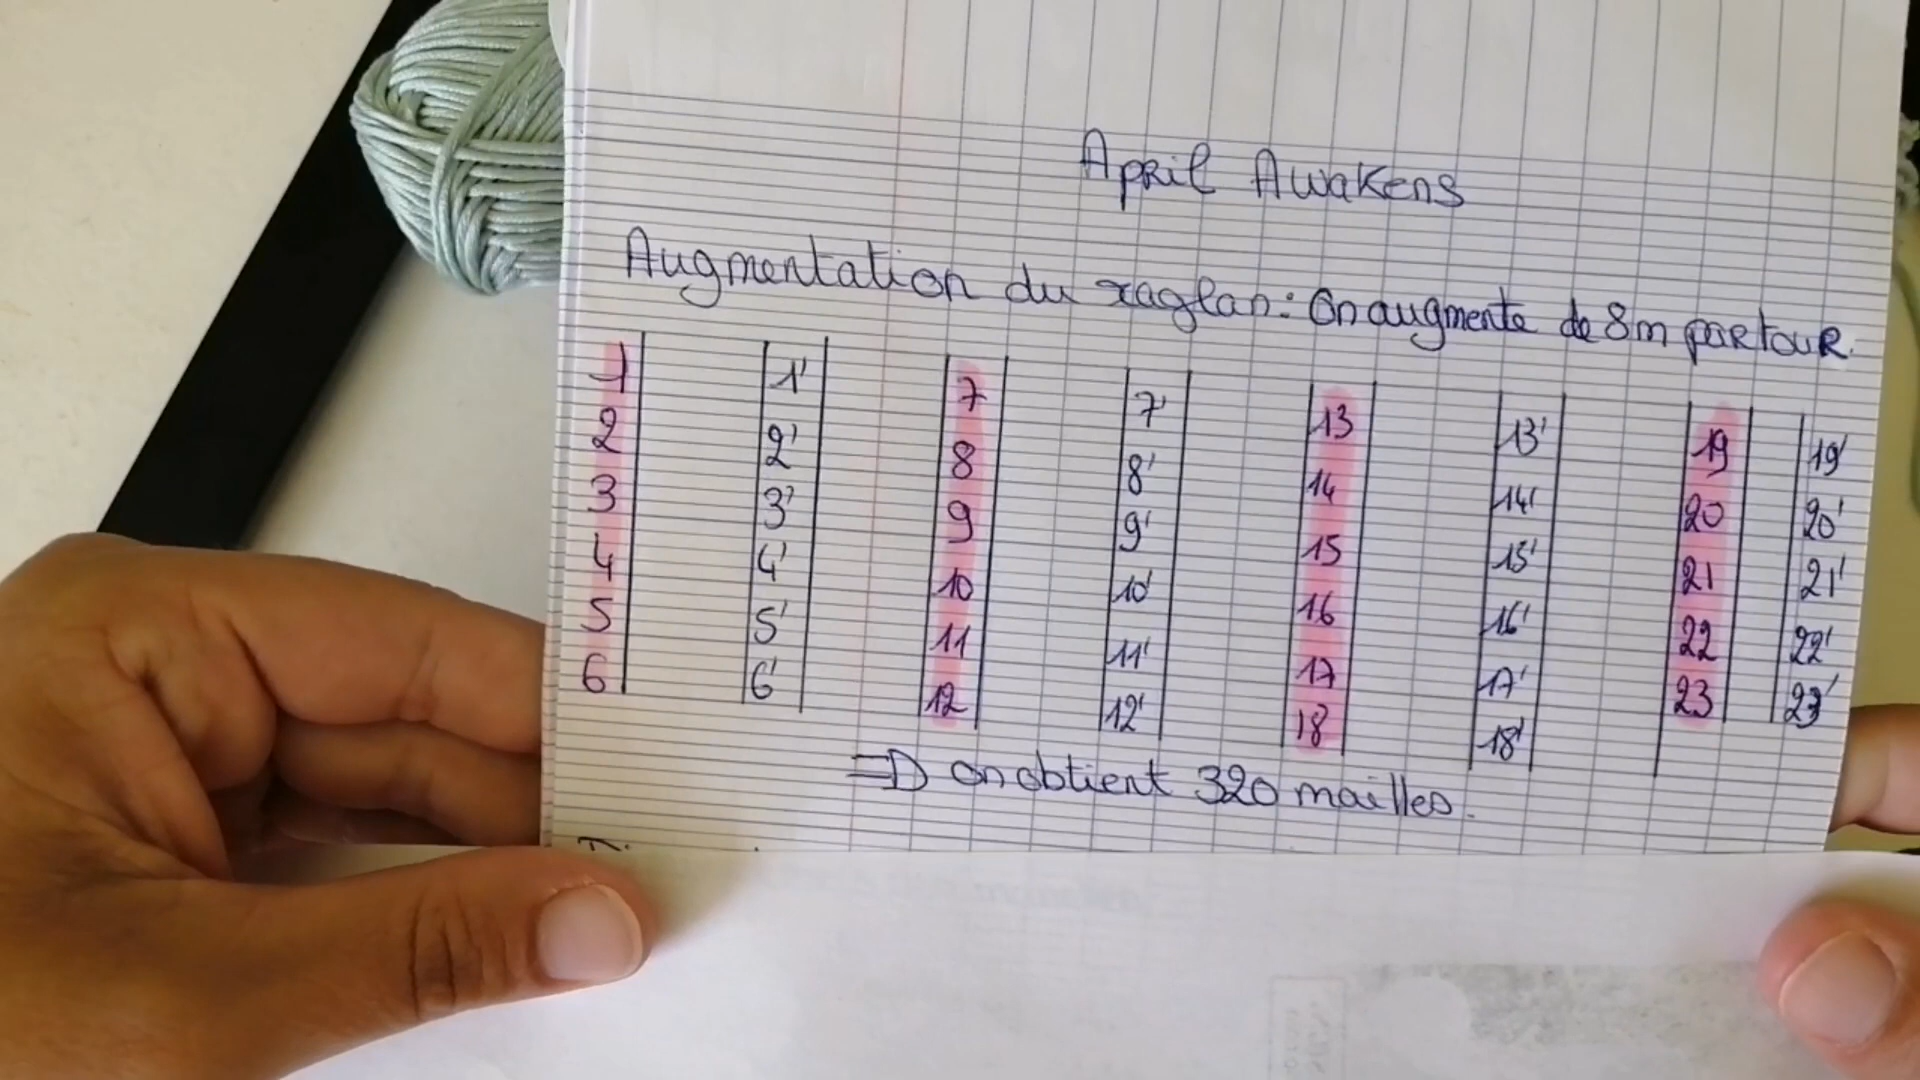 April Awakens
Augmentation du raglan : On augmente de 8m par tour.
1 1' 7 7' 13 13' 19 19'
2 2' 8 8' 14 14' 20 20'
3 3' 9 9' 15 15' 21 21'
4 4' 10 10' 16 16' 22 22'
5 5' 11 11' 17 17' 23 23'
6 6' 12 12' 18 18'
=D on obtient 320 mailles.